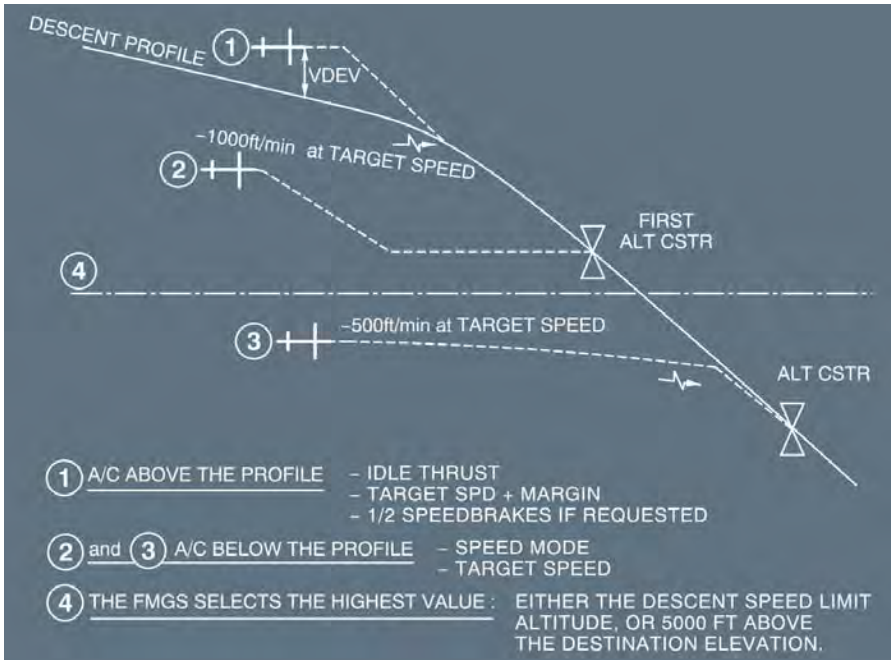 DESCENT PROFILE
1
VDEV
−1000ft/min at TARGET SPEED
2
FIRST
ALT CSTR
4
−500ft/min at TARGET SPEED
3
ALT CSTR
1 A/C ABOVE THE PROFILE – IDLE THRUST
– TARGET SPD + MARGIN
– 1/2 SPEEDBRAKES IF REQUESTED
2 and 3 A/C BELOW THE PROFILE – SPEED MODE
– TARGET SPEED
4 THE FMGS SELECTS THE HIGHEST VALUE : EITHER THE DESCENT SPEED LIMIT
ALTITUDE, OR 5000 FT ABOVE
THE DESTINATION ELEVATION.